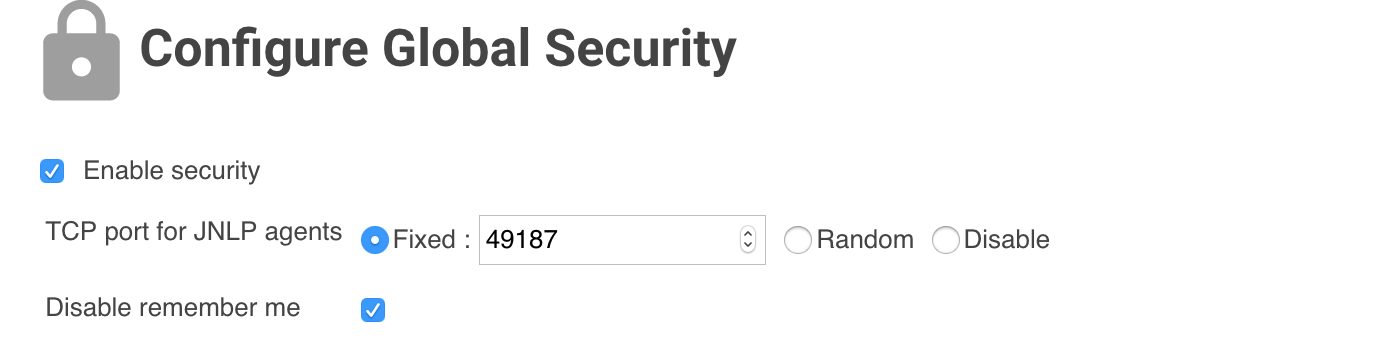 Configure Global Security
Enable security
TCP port for JNLP agents Fixed : 49187 Random Disable
Disable remember me